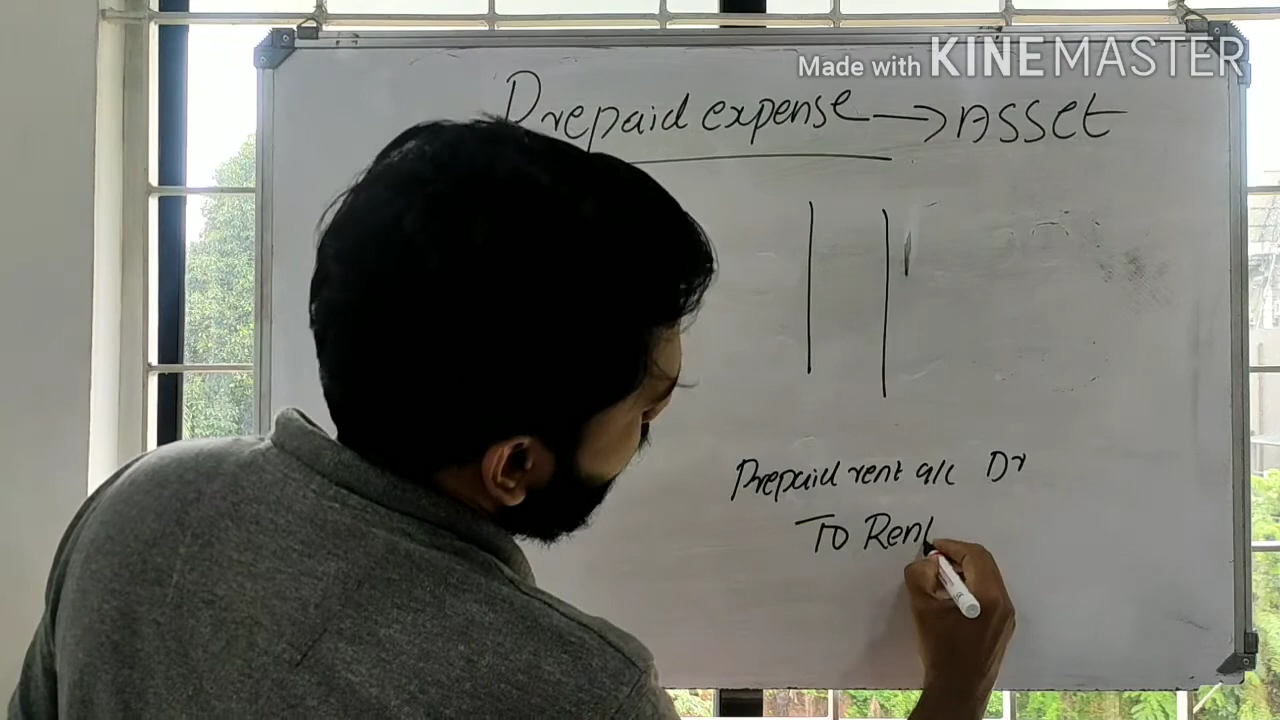 Made with KINEMASTER
Prepaid expense → Asset
Prepaid rent a/c Dr
To Rent